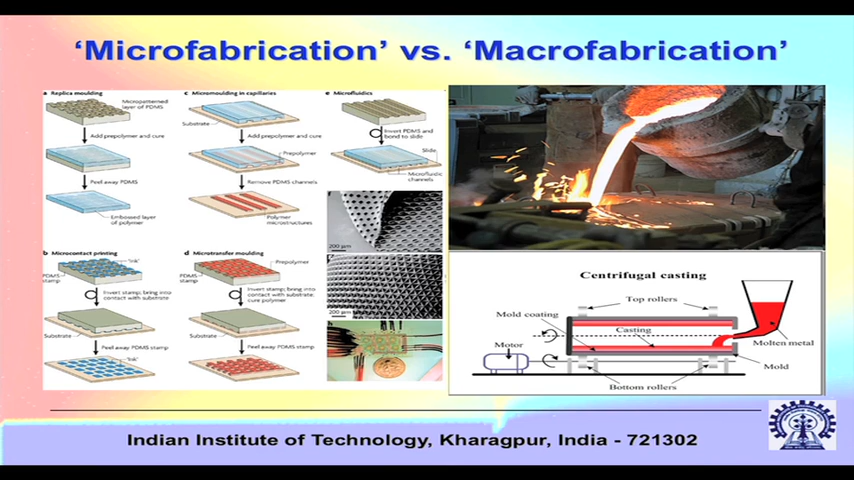 ‘Microfabrication’ vs. ‘Macrofabrication’
a Replica moulding
Micropatterned
layer of PDMS
Add prepolymer and cure
Peel away PDMS
Embossed layer
of polymer
b Microcontact printing
'Ink'
PDMS
stamp
Invert stamp; bring into
contact with substrate
Substrate
Peel away PDMS stamp
'Ink'
c Micromoulding in capillaries
Substrate
Add prepolymer and cure
Prepolymer
Remove PDMS channels
Polymer
microstructures
d Microtransfer moulding
Prepolymer
PDMS
stamp
Invert stamp; bring into
contact with substrate;
cure polymer
Substrate
Peel away PDMS stamp
e Microfluidics
Invert PDMS and
bond to slide
Slide
Microfluidic
channels
f
200 µm
200 µm
h
Centrifugal casting
Top rollers
Mold coating
Casting
Motor
Molten metal
Mold
Bottom rollers
Indian Institute of Technology, Kharagpur, India - 721302